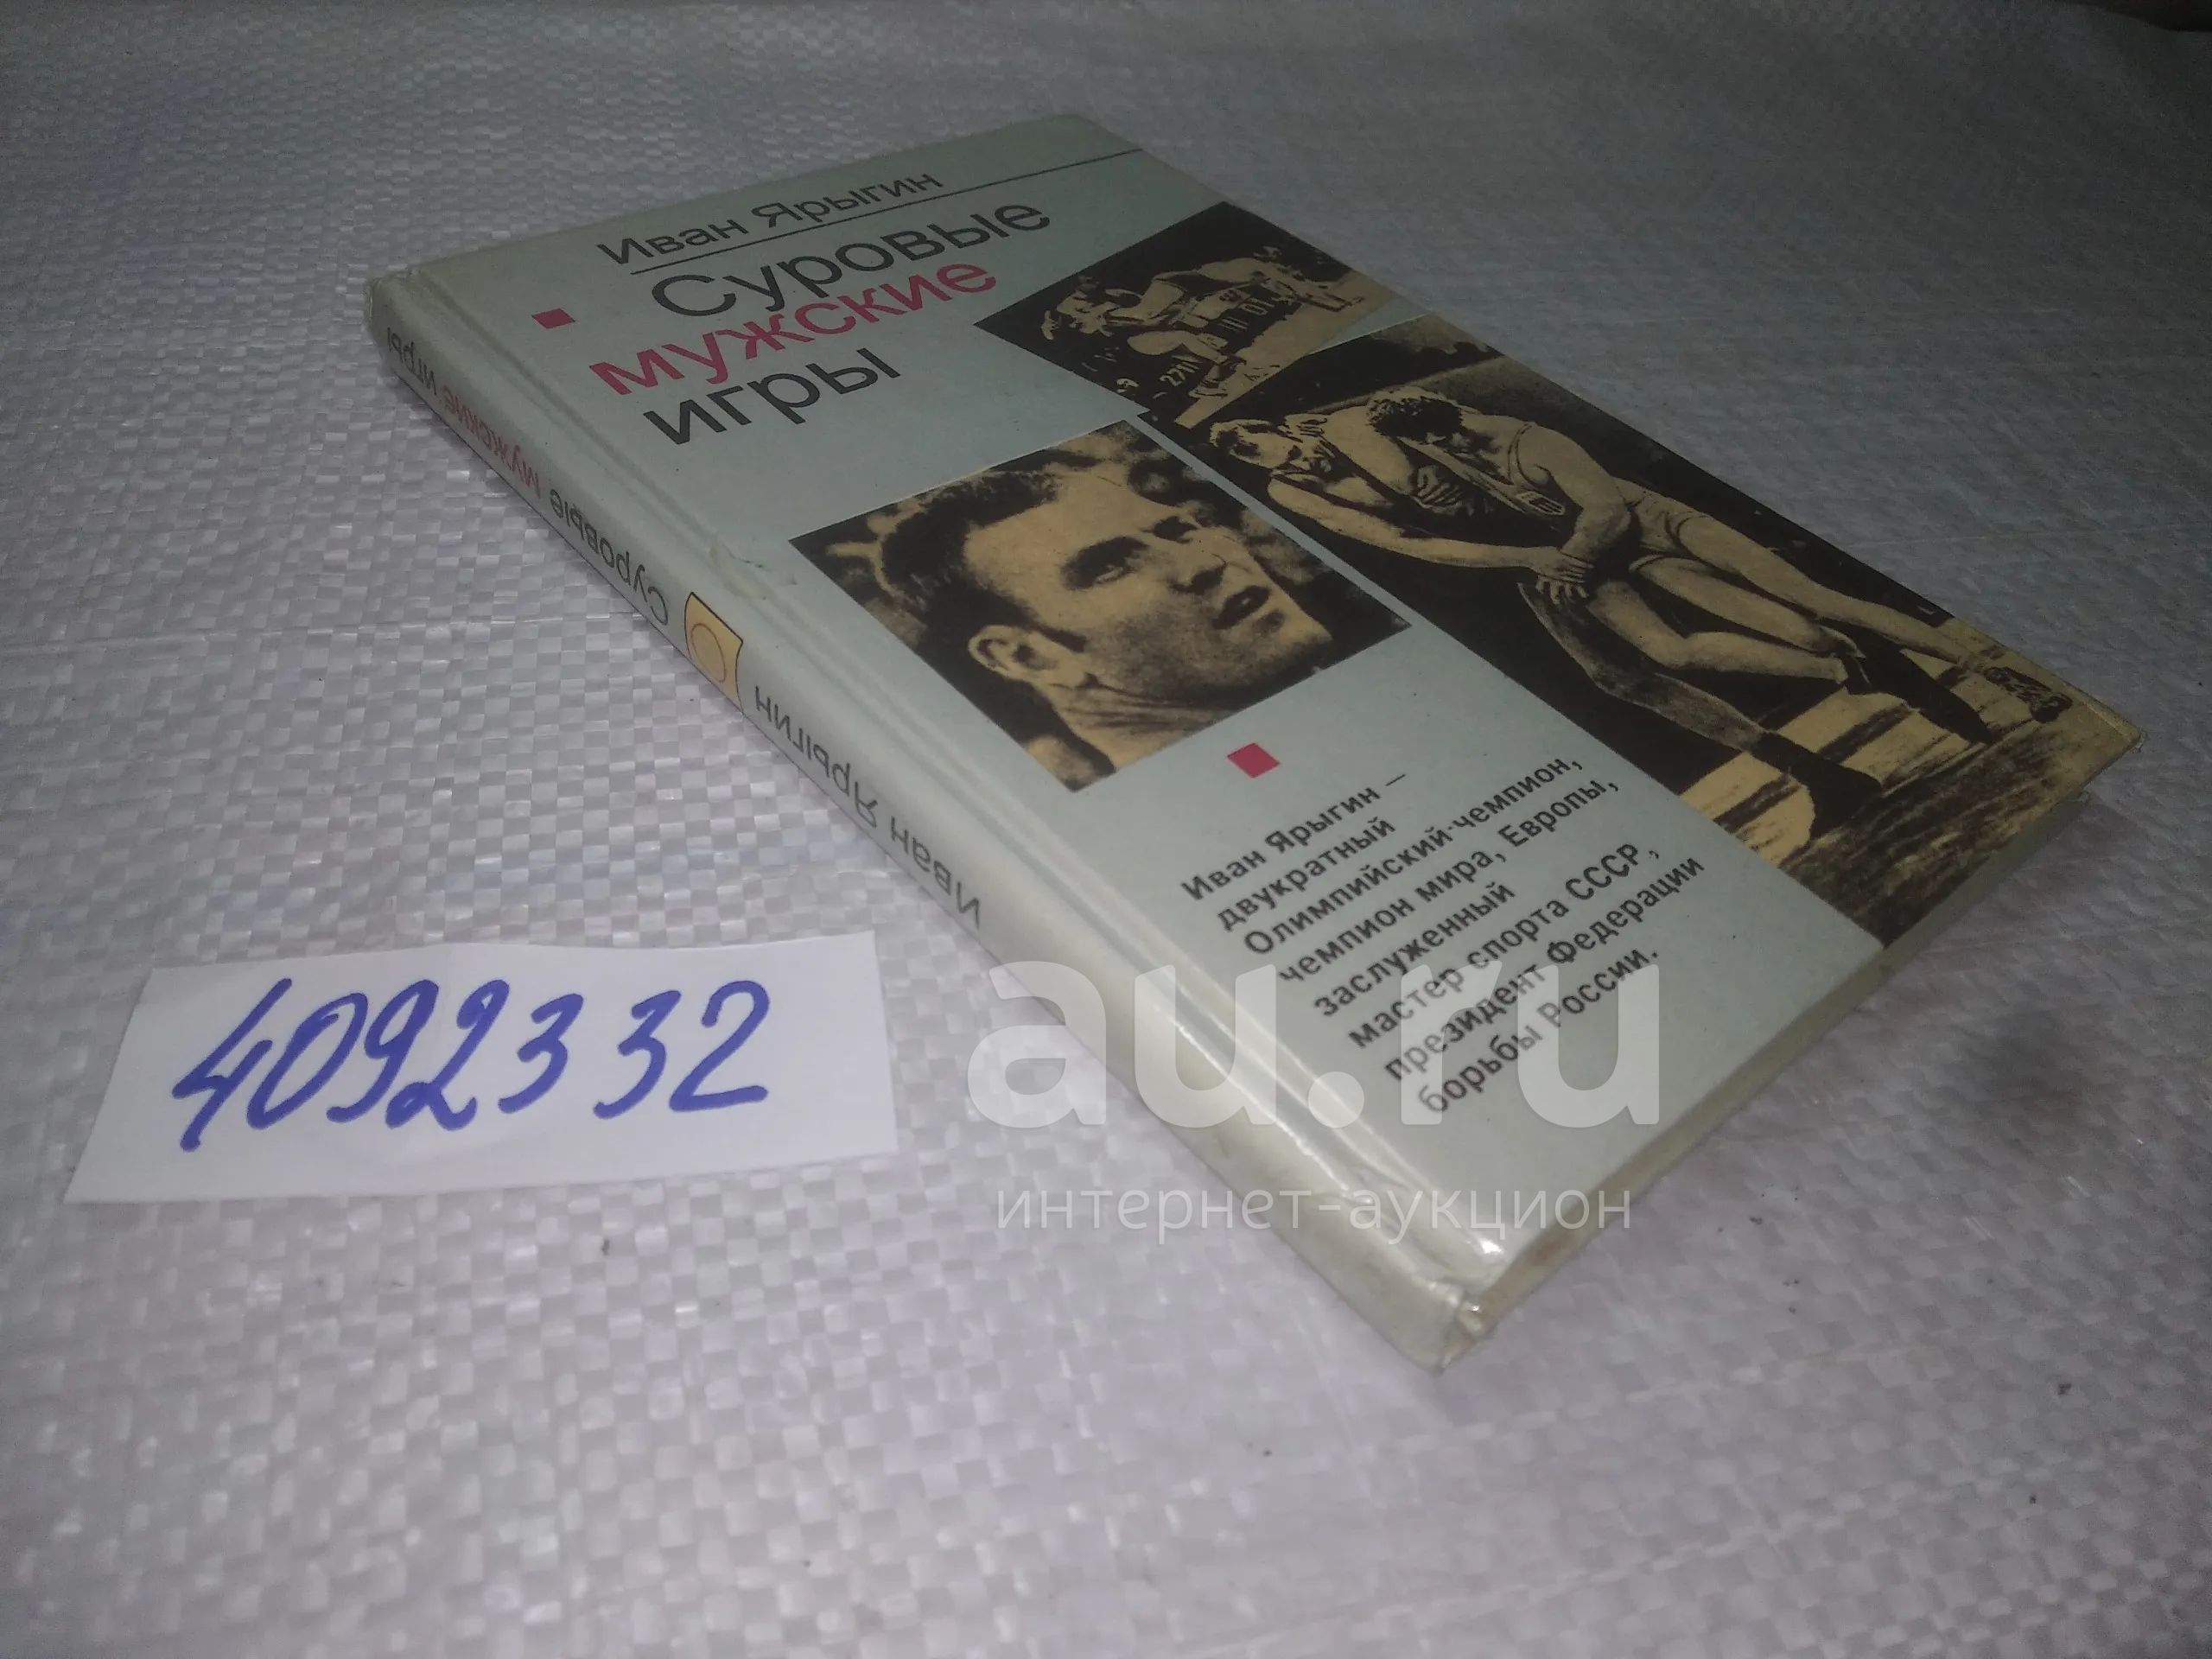 Иван Ярыгин
Суровые
мужские
игры
Иван Ярыгин —
двукратный
Олимпийский чемпион,
чемпион мира, Европы,
заслуженный
мастер спорта СССР,
президент Федерации
борьбы России.
Иван Ярыгин Суровые мужские игры
4092332
au.ru
интернет-аукцион